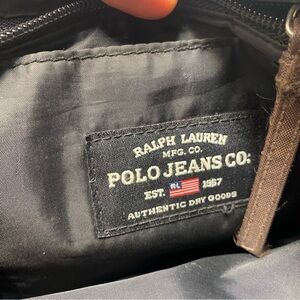 RALPH LAUREN
MFG. CO.
POLO JEANS CO.
EST. 1967
RL
AUTHENTIC DRY GOODS